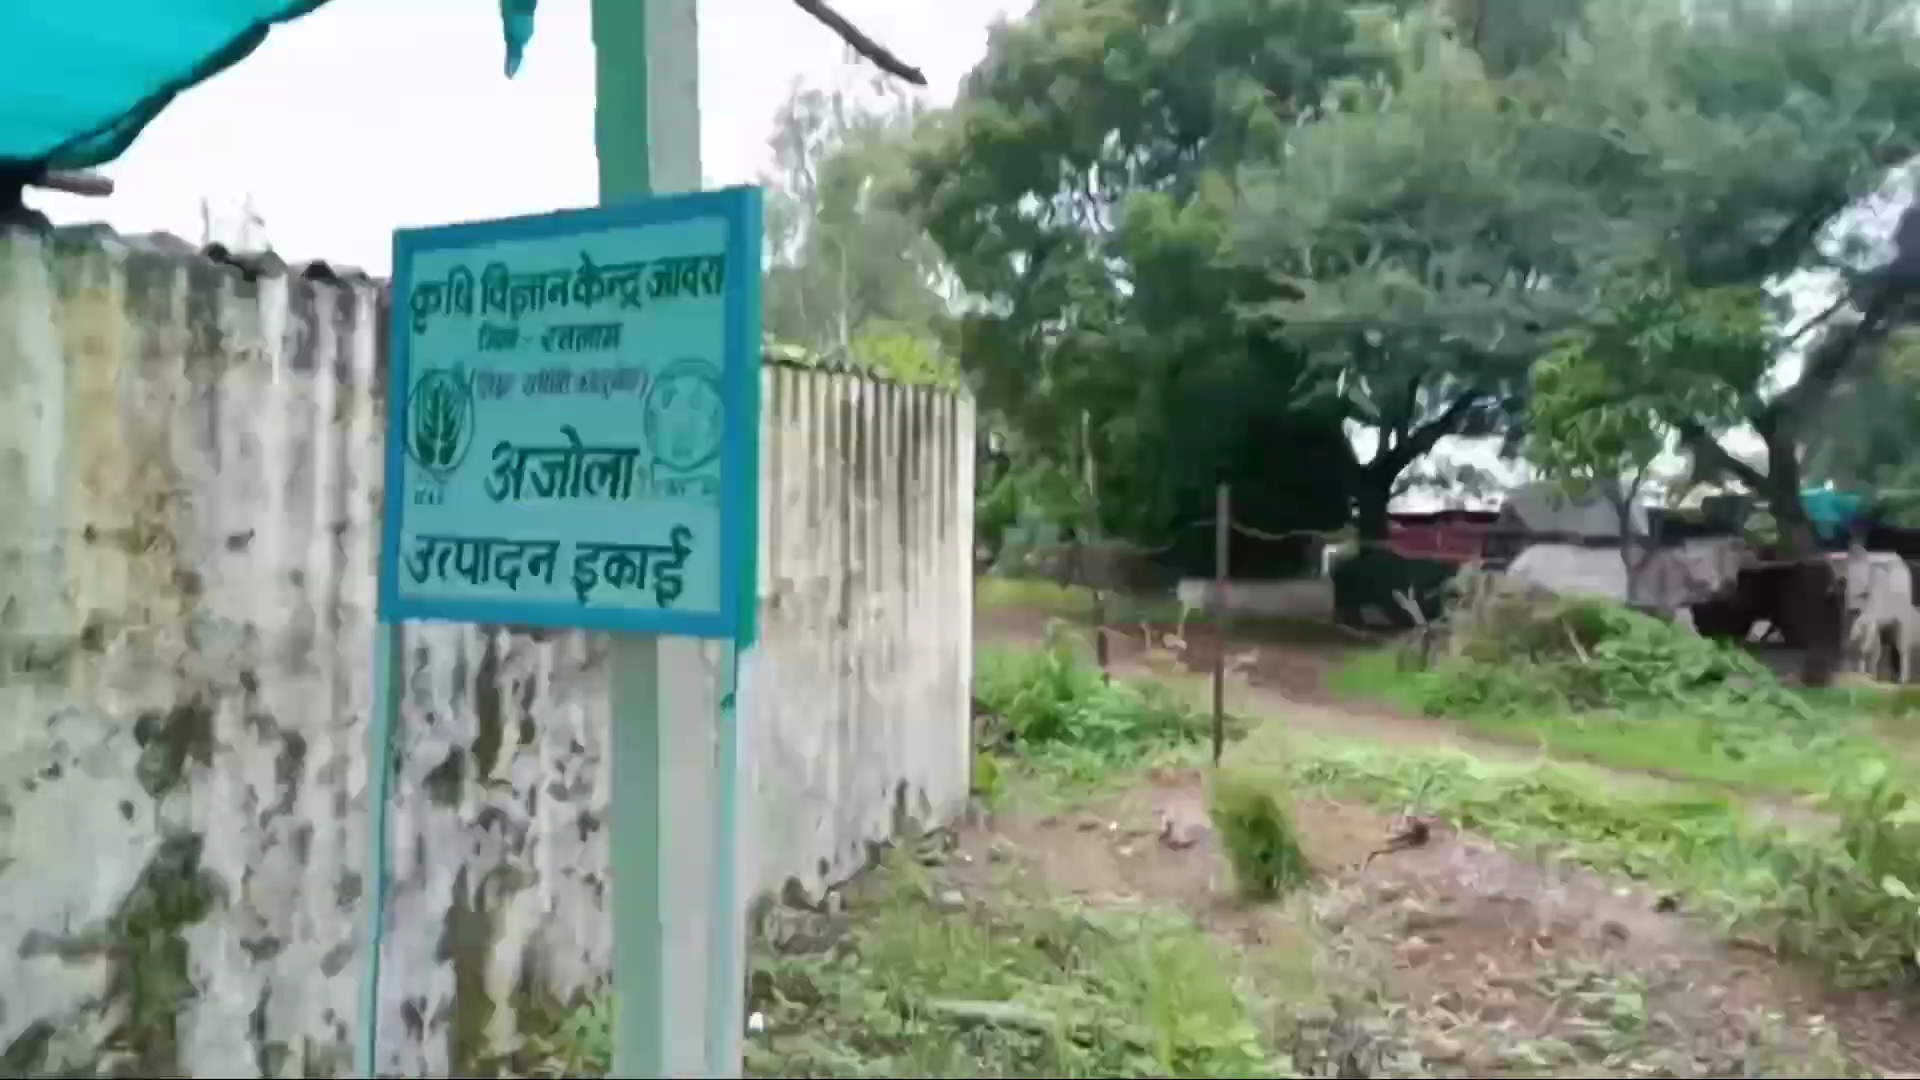 कृषि विज्ञान केन्द्र जावरा
जिला - रतलाम
अजोला
उत्पादन इकाई